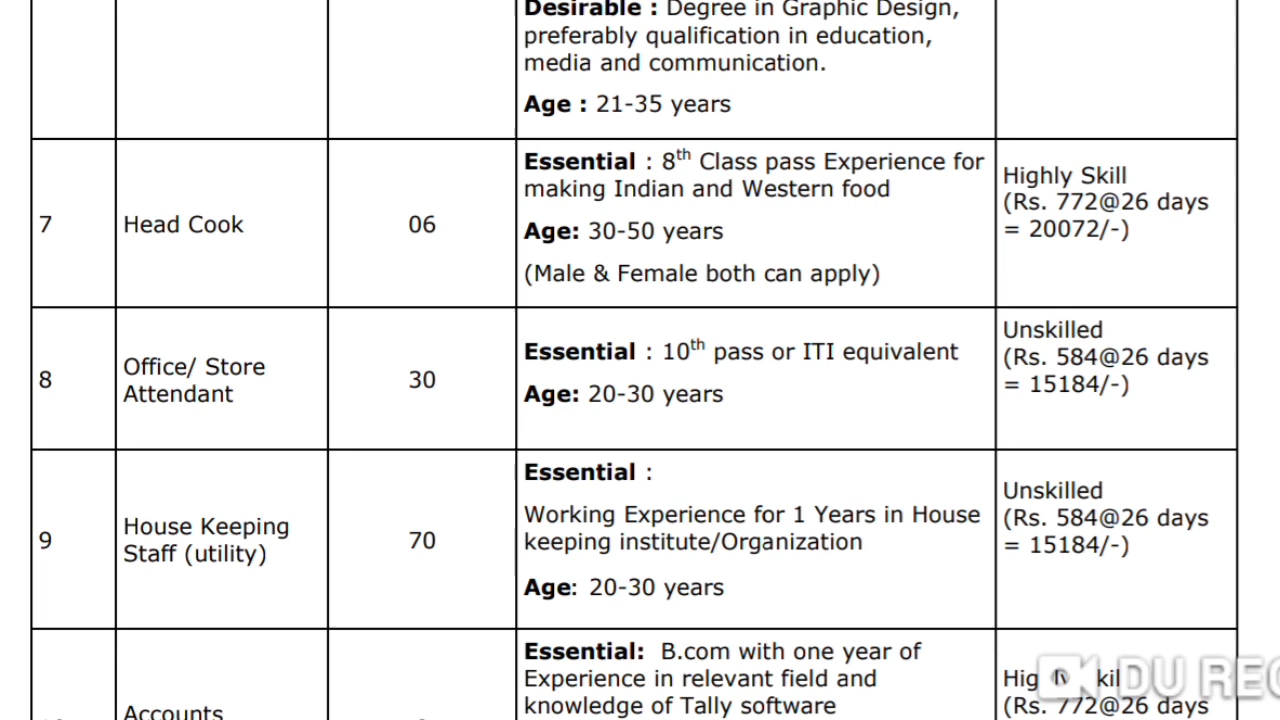 Desirable : Degree in Graphic Design,
preferably qualification in education,
media and communication.
Age : 21-35 years
7
Head Cook
06
Essential : 8th Class pass Experience for
making Indian and Western food
Age: 30-50 years
(Male & Female both can apply)
Highly Skill
(Rs. 772@26 days
= 20072/-)
8
Office/ Store
Attendant
30
Essential : 10th pass or ITI equivalent
Age: 20-30 years
Unskilled
(Rs. 584@26 days
= 15184/-)
9
House Keeping
Staff (utility)
70
Essential :
Working Experience for 1 Years in House
keeping institute/Organization
Age: 20-30 years
Unskilled
(Rs. 584@26 days
= 15184/-)
Accounts
Essential: B.com with one year of
Experience in relevant field and
knowledge of Tally software
(Rs. 772@26 days
DU REC